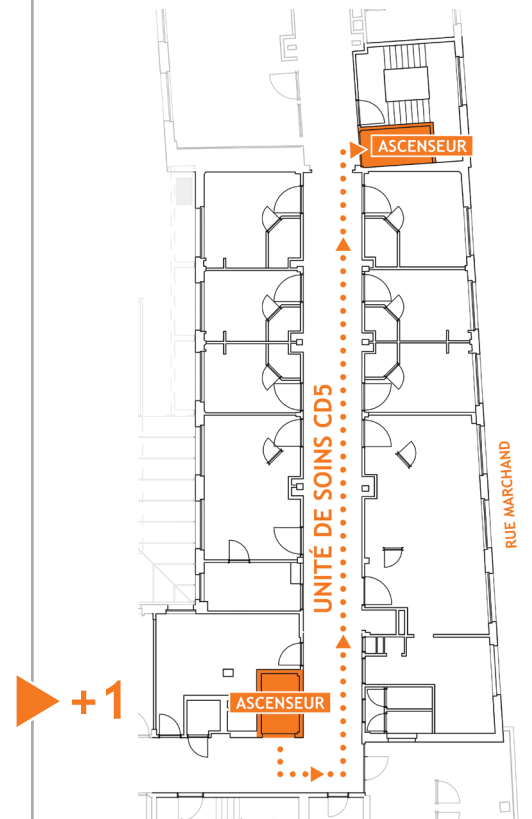 ASCENSEUR
UNITÉ DE SOINS CD5
RUE MARCHAND
+1
ASCENSEUR